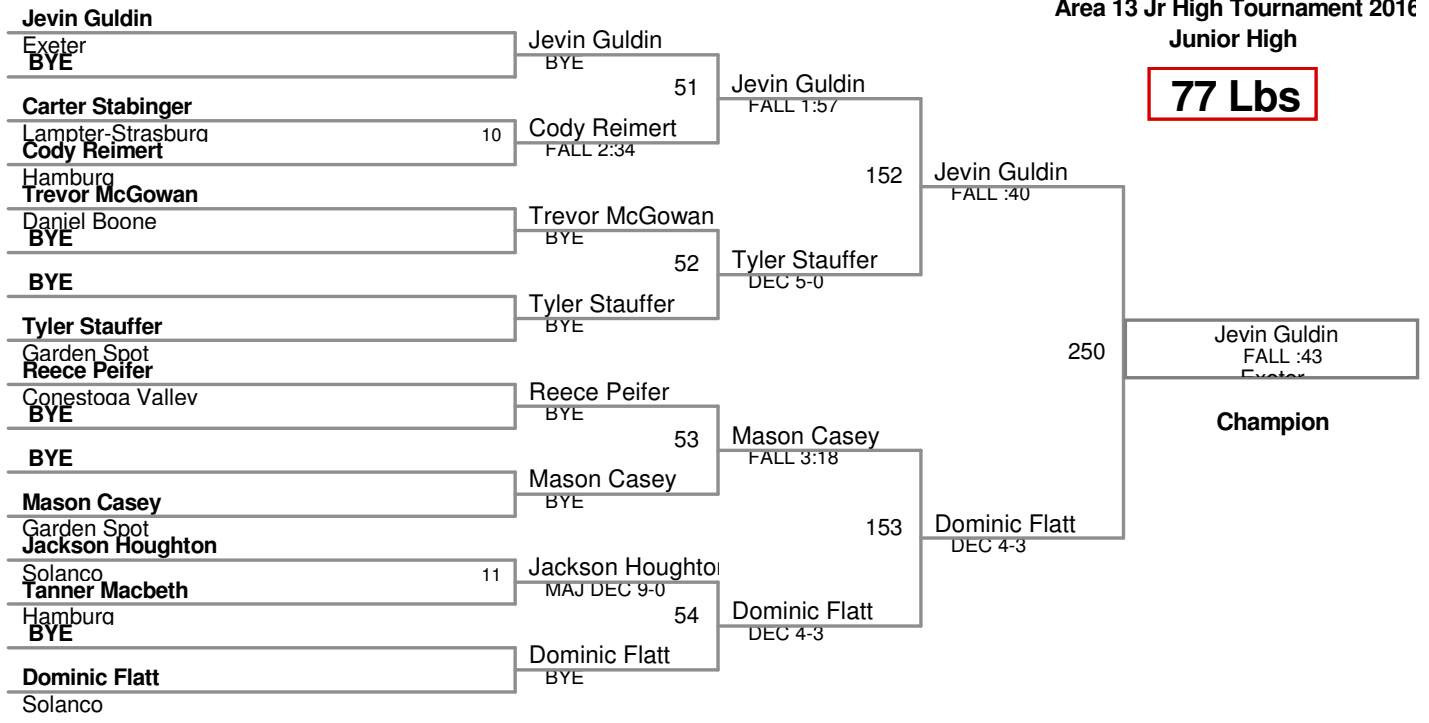 Area 13 Jr High Tournament 2016
Junior High
77 Lbs
Jevin Guldin
Exeter
BYE
Carter Stabinger
Lampter-Strasburg
10
Cody Reimert
Hamburg
Trevor McGowan
Daniel Boone
BYE
BYE
Tyler Stauffer
Garden Spot
Reece Peifer
Conestoga Valley
BYE
BYE
Mason Casey
Garden Spot
Jackson Houghton
Solanco
11
Tanner Macbeth
Hamburg
BYE
Dominic Flatt
Solanco
Jevin Guldin
BYE
51
Cody Reimert
FALL 2:34
Trevor McGowan
BYE
52
Tyler Stauffer
BYE
Reece Peifer
BYE
53
Mason Casey
BYE
Jackson Houghton
MAJ DEC 9-0
54
Dominic Flatt
BYE
Jevin Guldin
FALL 1:57
152
Tyler Stauffer
DEC 5-0
Mason Casey
FALL 3:18
153
Dominic Flatt
DEC 4-3
Jevin Guldin
FALL :40
250
Dominic Flatt
DEC 4-3
Jevin Guldin
FALL :43
Exeter
Champion